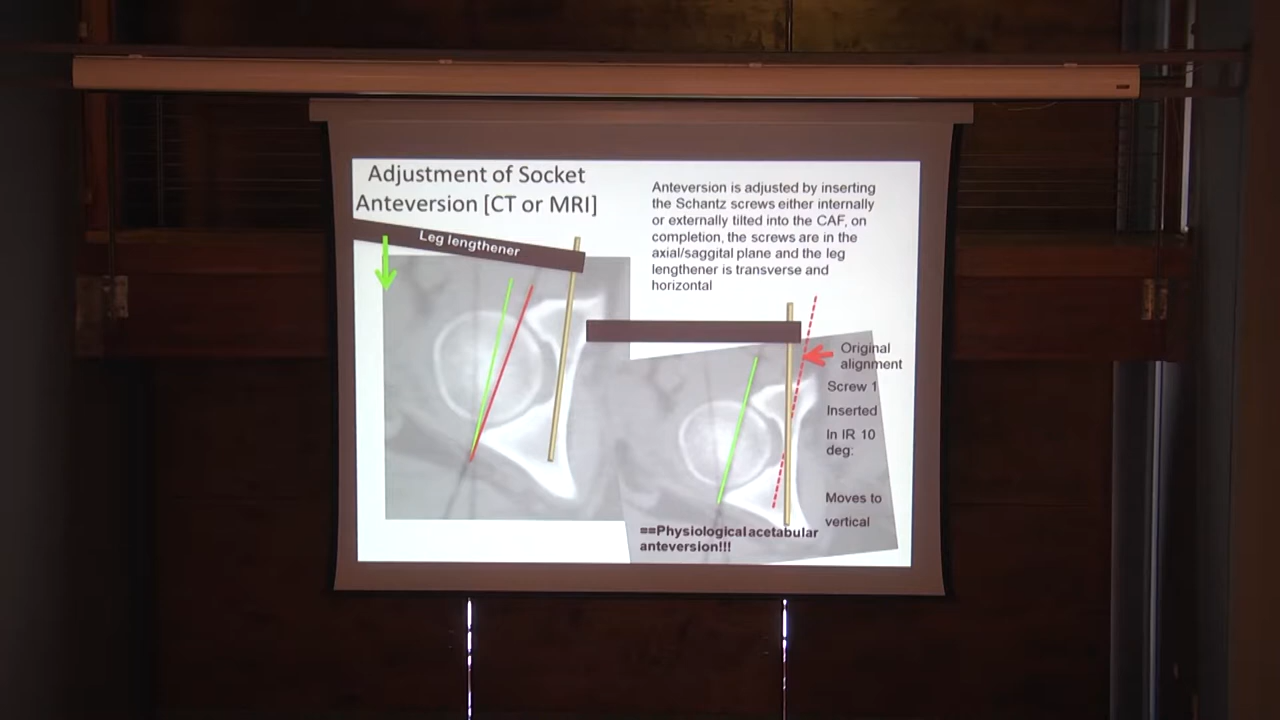 Adjustment of Socket
Anteversion [CT or MRI]
Leg lengthener
Anteversion is adjusted by inserting
the Schantz screws either internally
or externally tilted into the CAF, on
completion, the screws are in the
axial/saggital plane and the leg
lengthener is transverse and
horizontal
Original
alignment
Screw 1
Inserted
In IR 10
deg:
Moves to
vertical
==Physiological acetabular
anteversion!!!